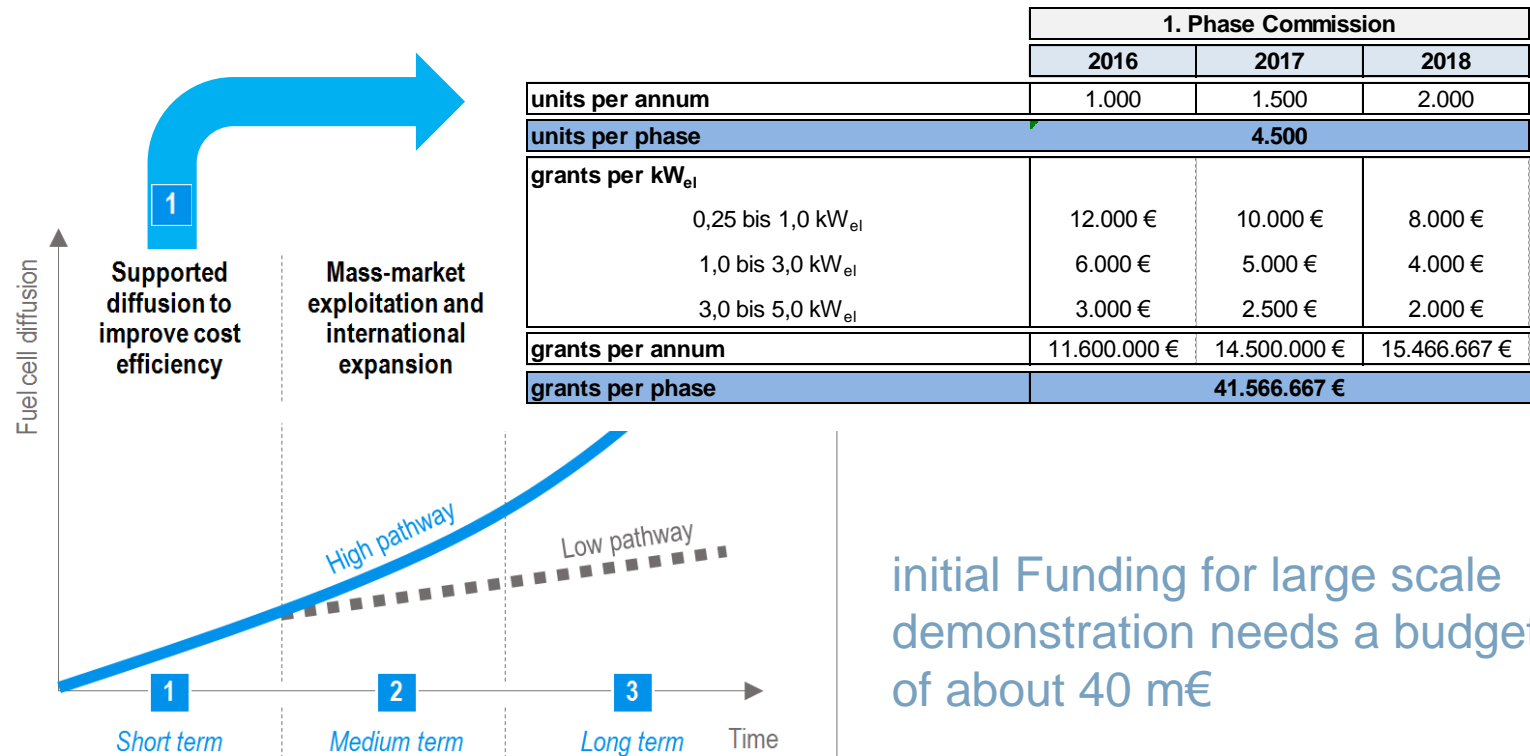 1. Phase Commission
2016 2017 2018
units per annum 1.000 1.500 2.000
units per phase 4.500
grants per kWel
0,25 bis 1,0 kWel 12.000 € 10.000 € 8.000 €
1,0 bis 3,0 kWel 6.000 € 5.000 € 4.000 €
3,0 bis 5,0 kWel 3.000 € 2.500 € 2.000 €
grants per annum 11.600.000 € 14.500.000 € 15.466.667 €
grants per phase 41.566.667 €
1
Fuel cell diffusion
Supported
diffusion to
improve cost
efficiency
Mass-market
exploitation and
international
expansion
High pathway
Low pathway
1 2 3
Short term Medium term Long term Time
initial Funding for large scale
demonstration needs a budget
of about 40 m€